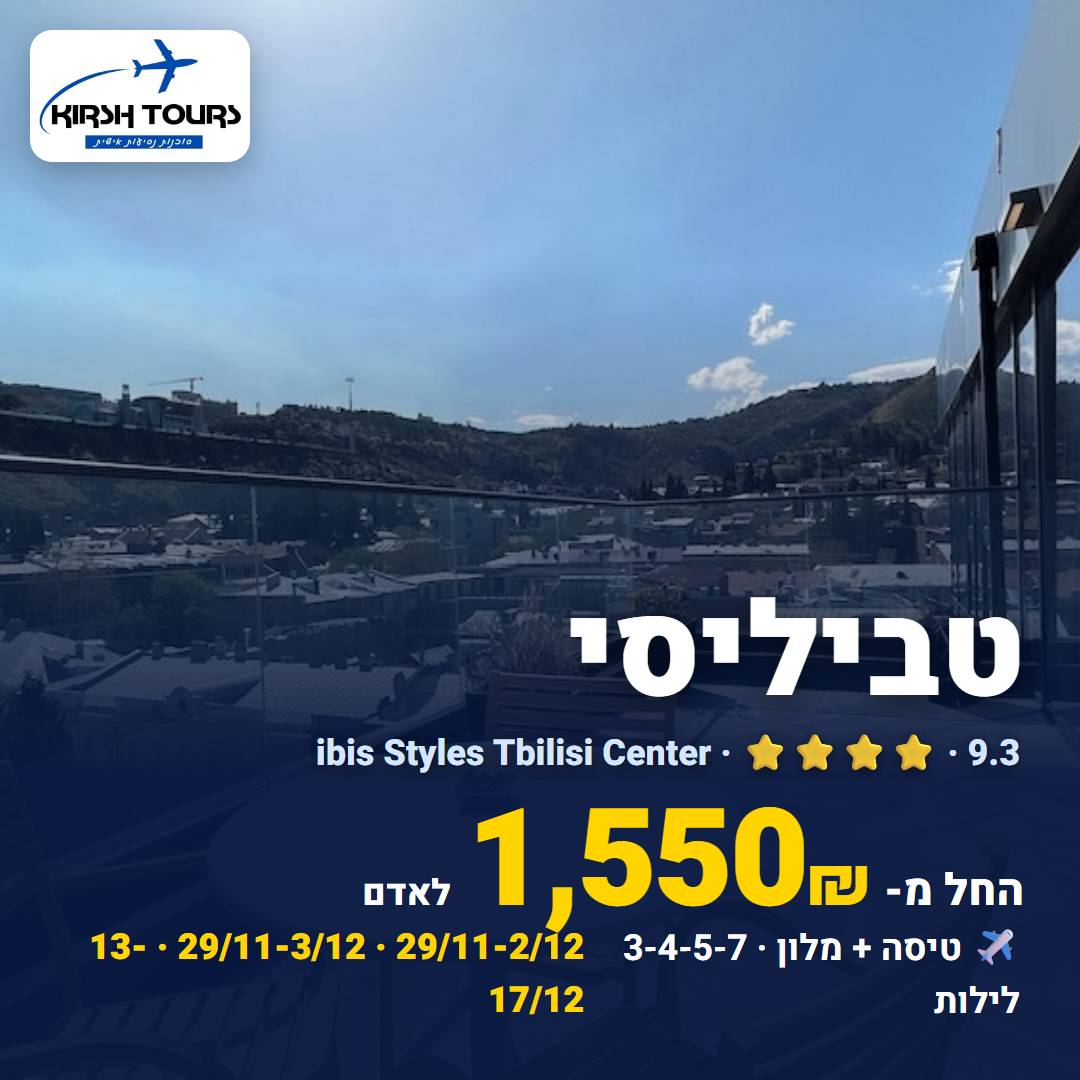 KIRSH TOURS
סוכנות נסיעות אישית
טביליסי
ibis Styles Tbilisi Center · ⭐⭐⭐⭐ · 9.3
החל מ- ₪1,550 לאדם
✈️ טיסה + מלון · 3-4-5-7
לילות
29/11-2/12 · 29/11-3/12 · 13-
17/12